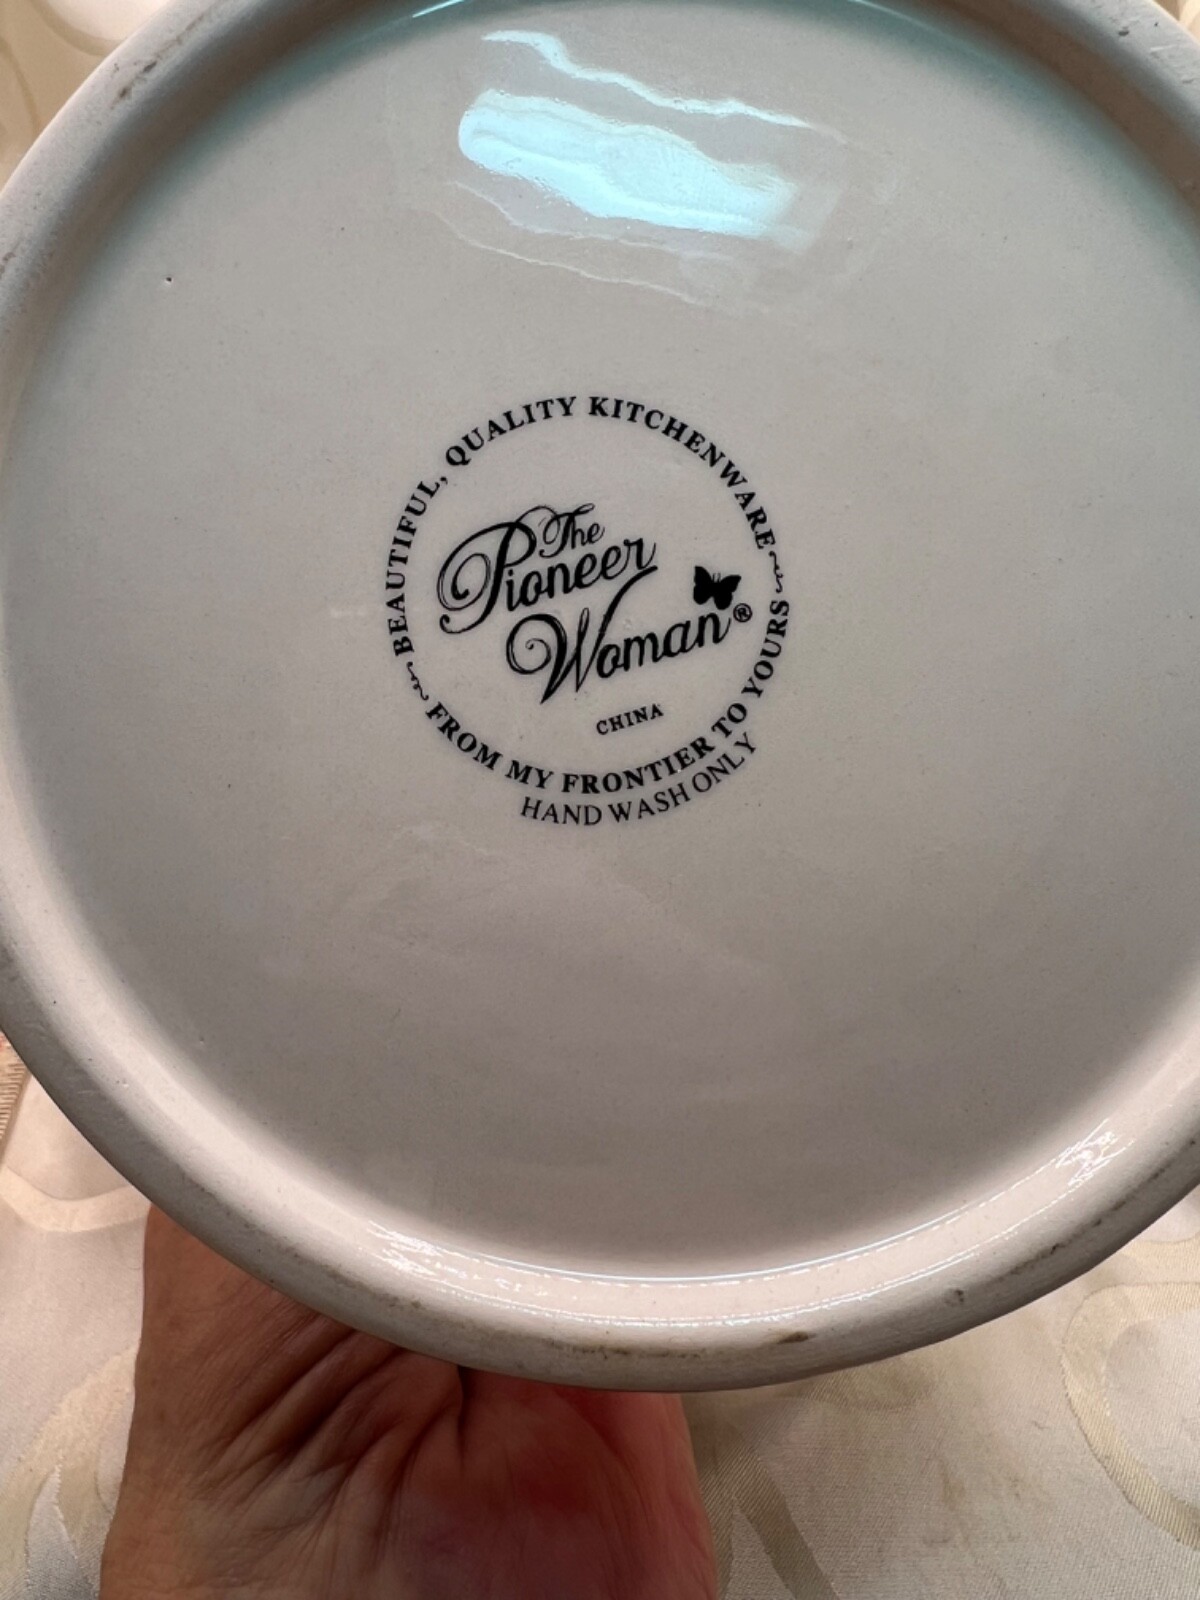 BEAUTIFUL, QUALITY KITCHENWARE
The
Pioneer
Woman®
CHINA
FROM MY FRONTIER TO YOURS
HAND WASH ONLY